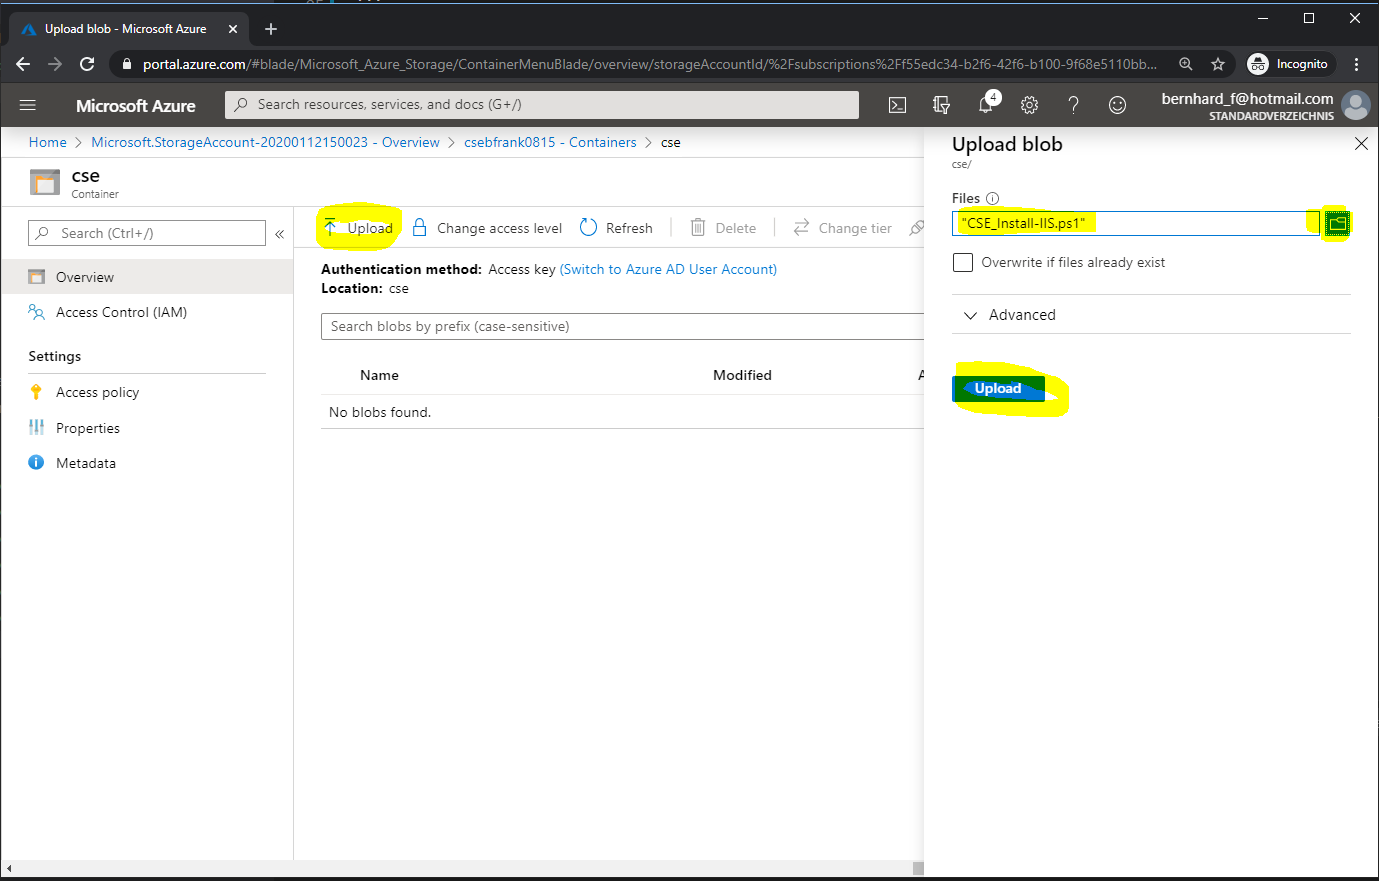 Upload blob - Microsoft Azure
portal.azure.com/#blade/Microsoft_Azure_Storage/ContainerMenuBlade/overview/storageAccountId/%2Fsubscriptions%2Ff55edc34-b2f6-42f6-b100-9f68e5110bb...
Incognito
Microsoft Azure
Search resources, services, and docs (G+/)
4
bernhard_f@hotmail.com
STANDARDVERZEICHNIS
Home > Microsoft.StorageAccount-20200112150023 - Overview > csebfrank0815 - Containers > cse
cse
Container
Search (Ctrl+/)
Overview
Access Control (IAM)
Settings
Access policy
Properties
Metadata
Upload
Change access level
Refresh
Delete
Change tier
Authentication method: Access key (Switch to Azure AD User Account)
Location: cse
Search blobs by prefix (case-sensitive)
Name Modified A
No blobs found.
Upload blob
cse/
Files
"CSE_Install-IIS.ps1"
Overwrite if files already exist
Advanced
Upload